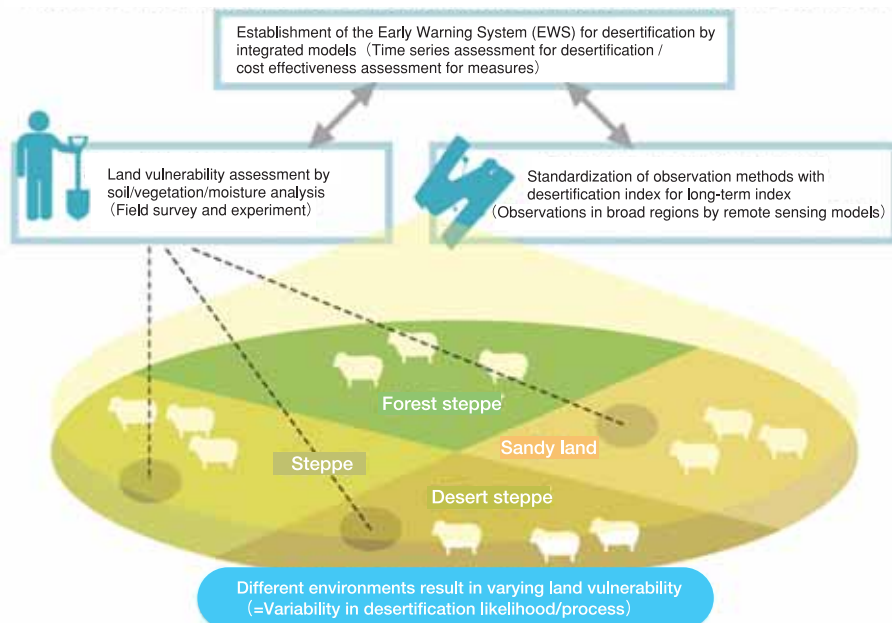 Establishment of the Early Warning System (EWS) for desertification by
integrated models（Time series assessment for desertification /
cost effectiveness assessment for measures）
Land vulnerability assessment by
soil/vegetation/moisture analysis
（Field survey and experiment）
Standardization of observation methods with
desertification index for long-term index
（Observations in broad regions by remote sensing models）
Forest steppe
Sandy land
Steppe
Desert steppe
Different environments result in varying land vulnerability
（=Variability in desertification likelihood/process）